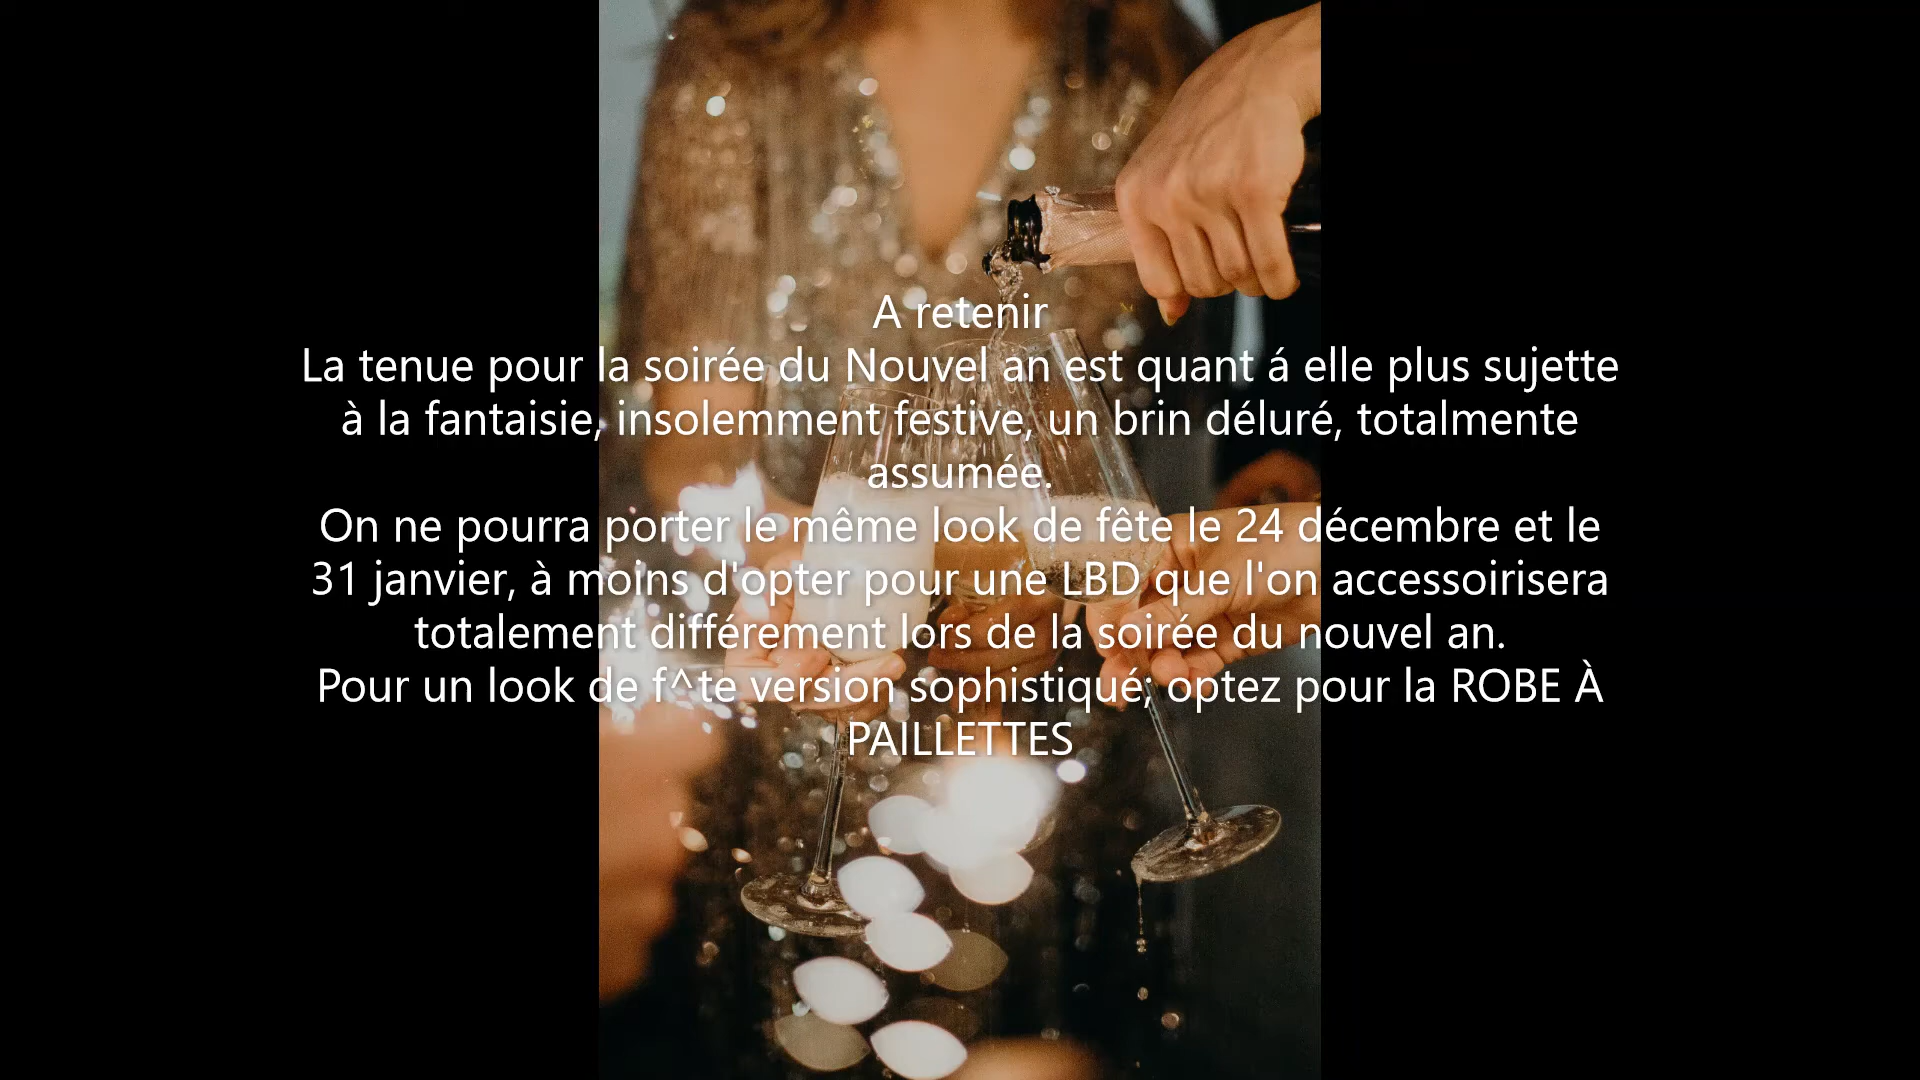 A retenir
La tenue pour la soirée du Nouvel an est quant á elle plus sujette
à la fantaisie, insolemment festive, un brin déluré, totalmente
assumée.
On ne pourra porter le même look de fête le 24 décembre et le
31 janvier, à moins d'opter pour une LBD que l'on accessoirisera
totalement différement lors de la soirée du nouvel an.
Pour un look de f^te version sophistiqué; optez pour la ROBE À
PAILLETTES